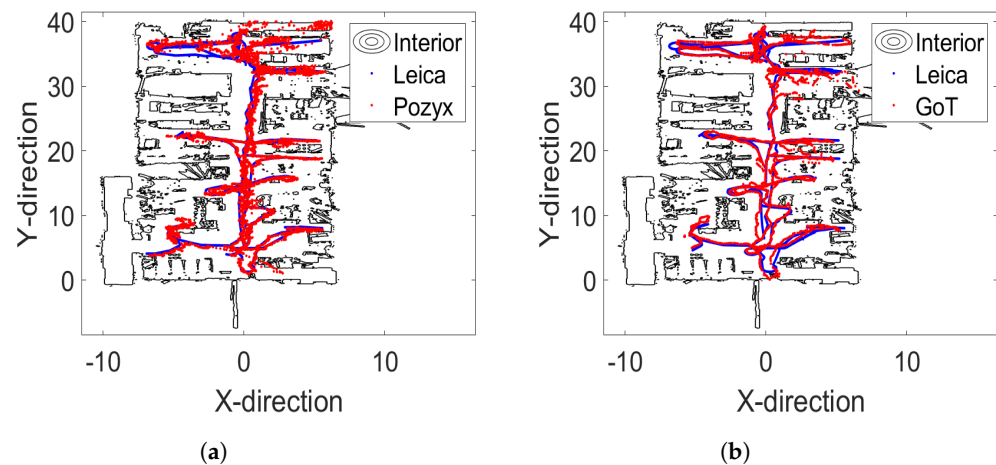 40
30
20
10
0
Y-direction
-10
0
10
X-direction
Interior
Leica
Pozyx
(a)
40
30
20
10
0
Y-direction
-10
0
10
X-direction
Interior
Leica
GoT
(b)